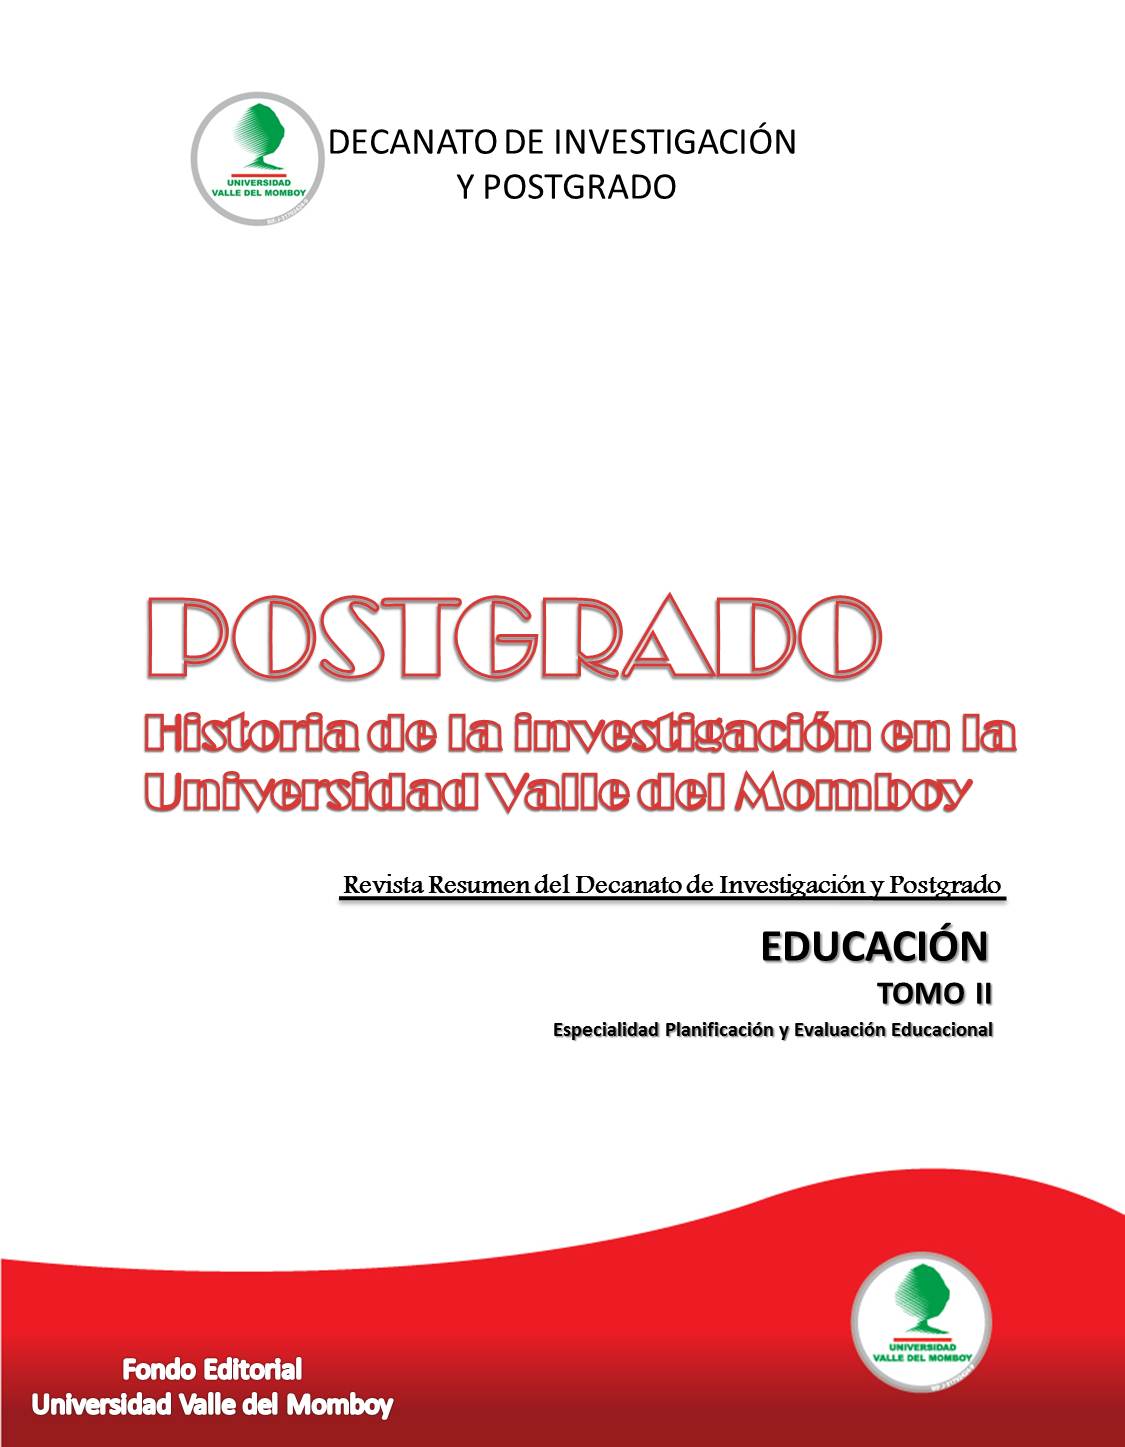 UNIVERSIDAD
VALLE DEL MOMBOY
DECANATO DE INVESTIGACIÓN
Y POSTGRADO
POSTGRADO
Historia de la investigación en la
Universidad Valle del Momboy
Revista Resumen del Decanato de Investigación y Postgrado
EDUCACIÓN
TOMO II
Especialidad Planificación y Evaluación Educacional
UNIVERSIDAD
VALLE DEL MOMBOY
Fondo Editorial
Universidad Valle del Momboy